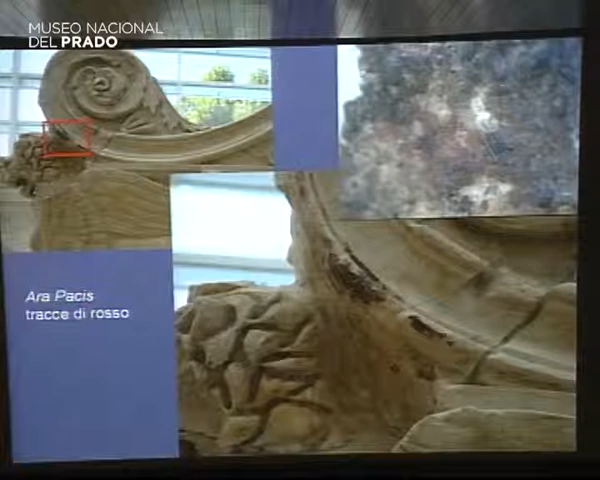 MUSEO NACIONAL
DEL PRADO
Ara Pacis
tracce di rosso